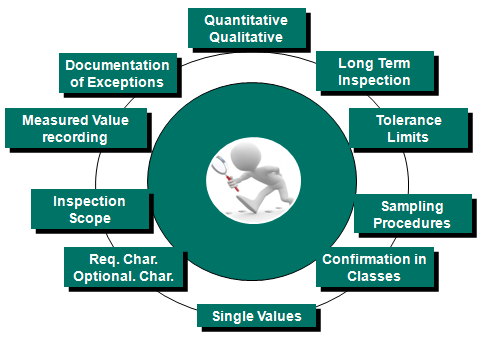 Quantitative
Qualitative
Long Term
Inspection
Tolerance
Limits
Sampling
Procedures
Confirmation in
Classes
Single Values
Req. Char.
Optional. Char.
Inspection
Scope
Measured Value
recording
Documentation
of Exceptions